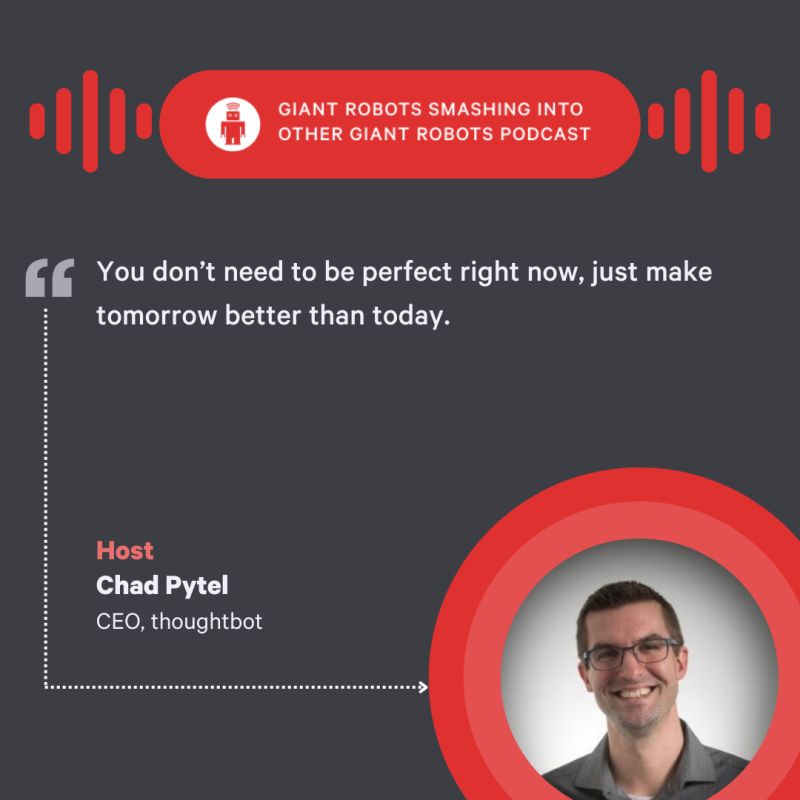 GIANT ROBOTS SMASHING INTO
OTHER GIANT ROBOTS PODCAST
“
You don’t need to be perfect right now, just make
tomorrow better than today.
Host
Chad Pytel
CEO, thoughtbot